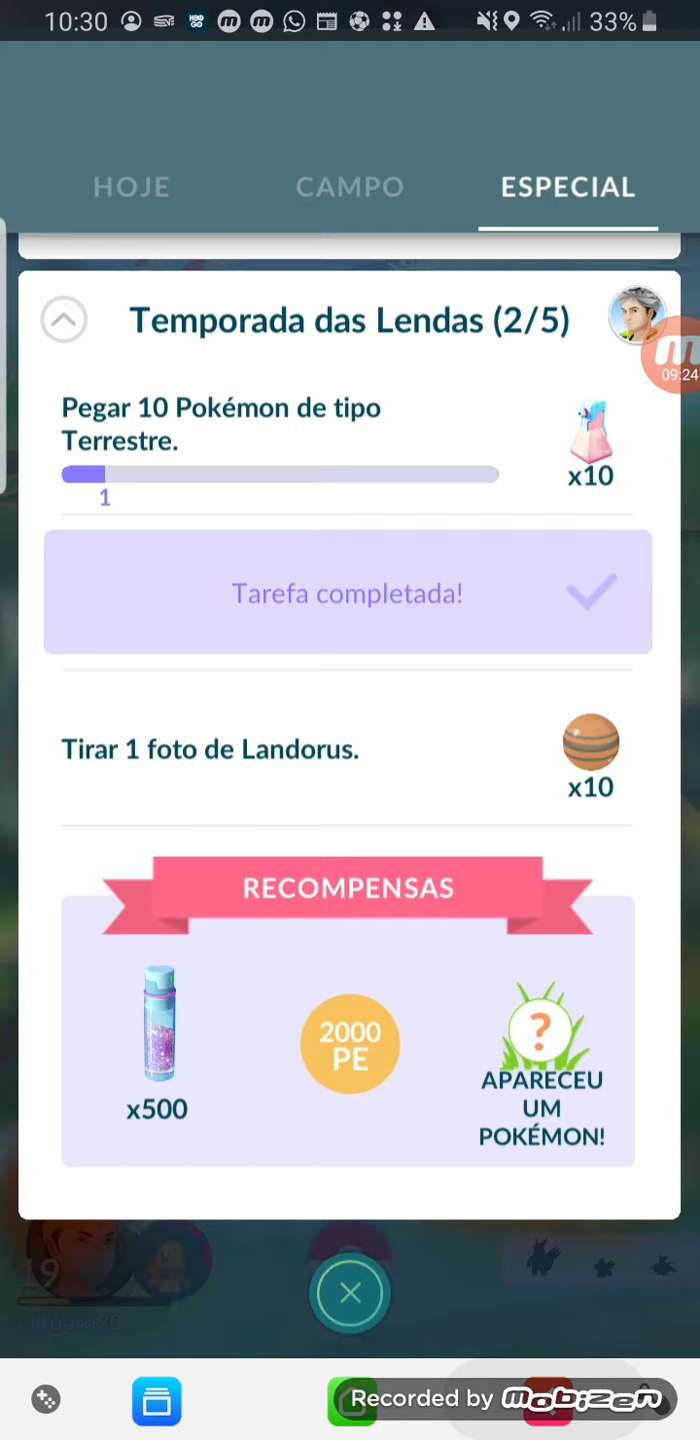 10:30
33%
HOJE
CAMPO
ESPECIAL
Temporada das Lendas (2/5)
09:24
Pegar 10 Pokémon de tipo
Terrestre.
x10
1
Tarefa completada!
Tirar 1 foto de Landorus.
x10
RECOMPENSAS
2000
PE
?
x500
APARECEU
UM
POKÉMON!
19
Recorded by mobizen